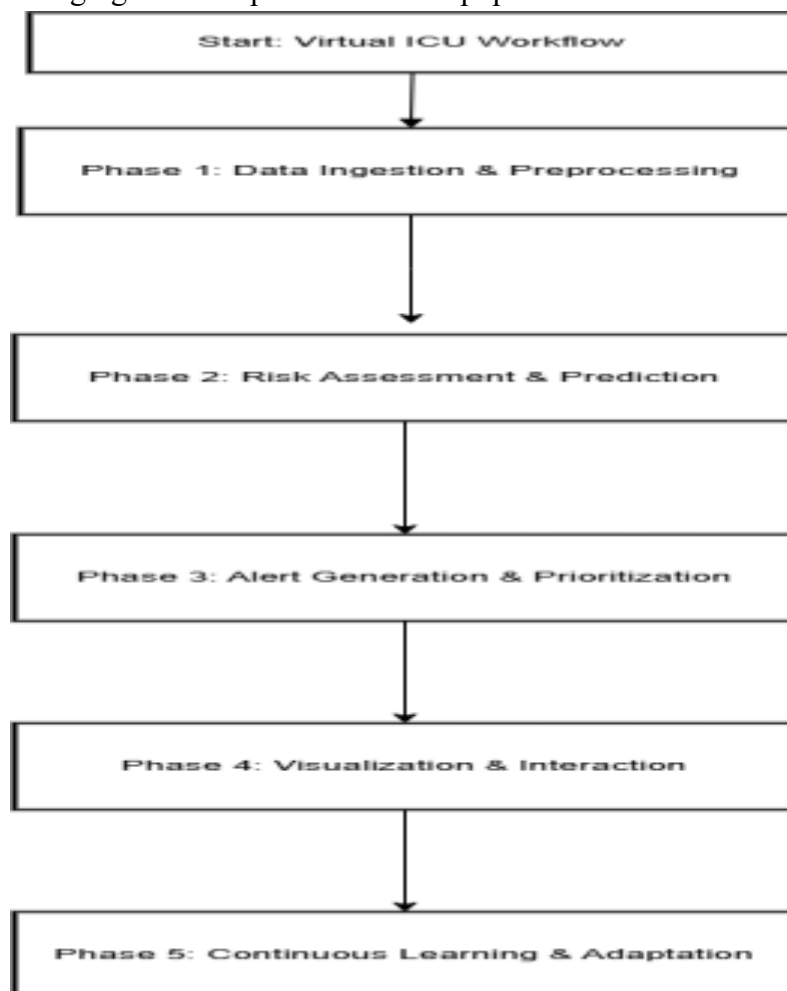 Start: Virtual ICU Workflow
Phase 1: Data Ingestion & Preprocessing
Phase 2: Risk Assessment & Prediction
Phase 3: Alert Generation & Prioritization
Phase 4: Visualization & Interaction
Phase 5: Continuous Learning & Adaptation